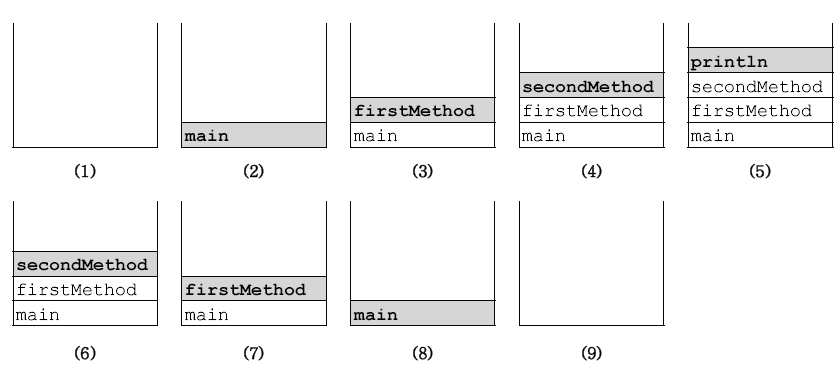 println
secondMethod secondMethod
firstMethod firstMethod firstMethod
main main main main
(1) (2) (3) (4) (5)
secondMethod
firstMethod firstMethod
main main main
(6) (7) (8) (9)